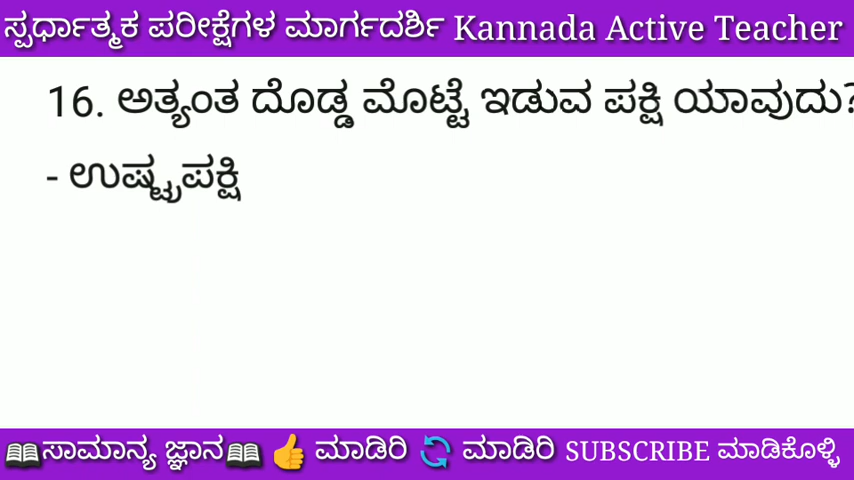 ಸ್ಪರ್ಧಾತ್ಮಕ ಪರೀಕ್ಷೆಗಳ ಮಾರ್ಗದರ್ಶಿ Kannada Active Teacher
16. ಅತ್ಯಂತ ದೊಡ್ಡ ಮೊಟ್ಟೆ ಇಡುವ ಪಕ್ಷಿ ಯಾವುದು?
- ಉಷ್ಟ್ರಪಕ್ಷಿ
📖ಸಾಮಾನ್ಯ ಜ್ಞಾನ📖 👍 ಮಾಡಿರಿ 🔄 ಮಾಡಿರಿ SUBSCRIBE ಮಾಡಿಕೊಳ್ಳಿ